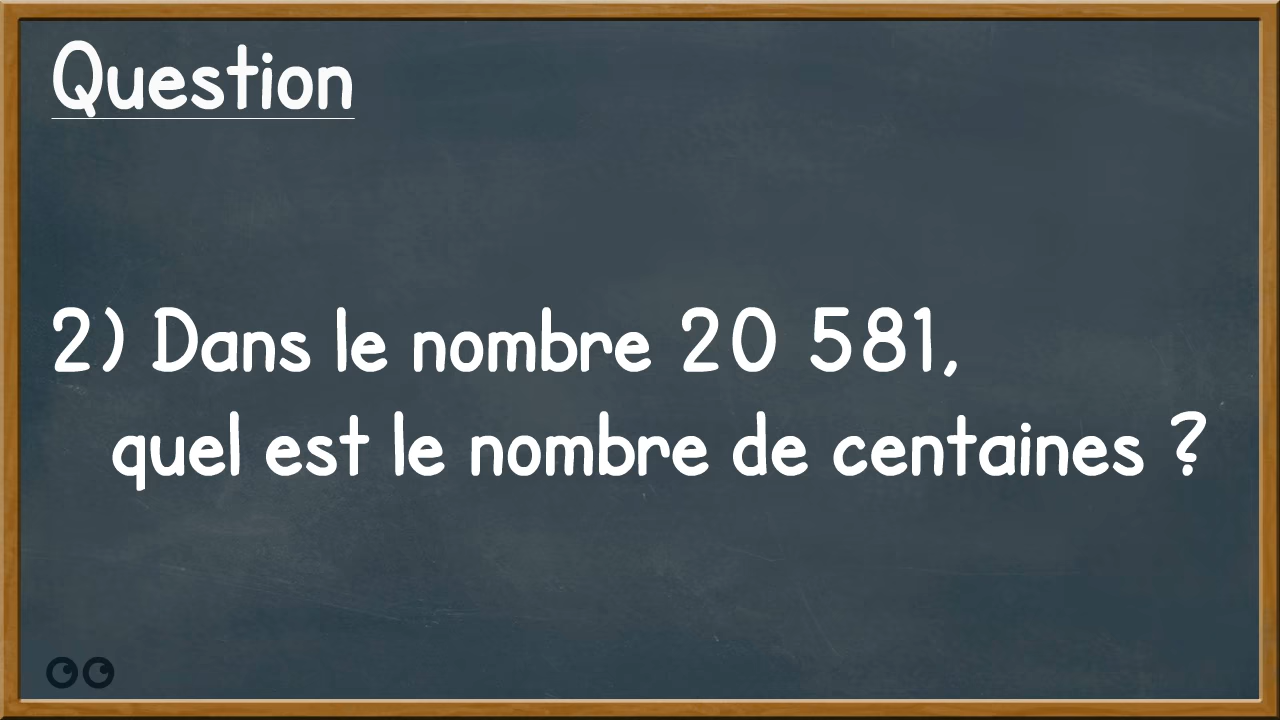 Question
2) Dans le nombre 20 581,
quel est le nombre de centaines ?